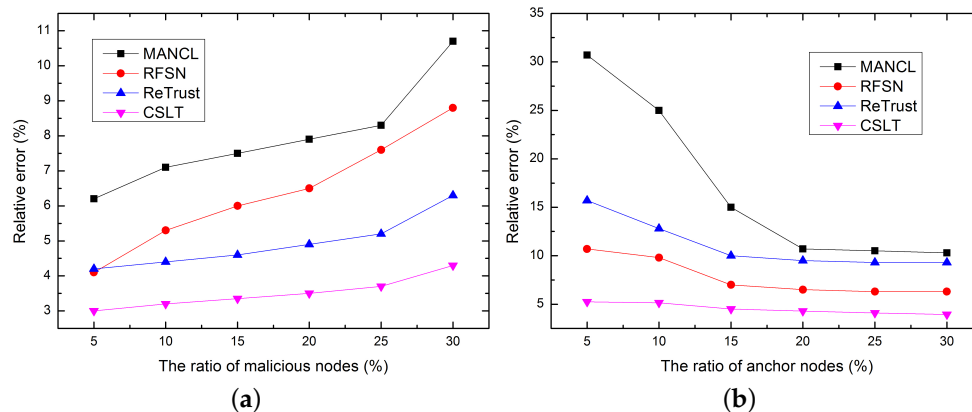 11
10
9
8
7
6
5
4
3
Relative error (%)
MANCL
RFSN
ReTrust
CSLT
5 10 15 20 25 30
The ratio of malicious nodes (%)
(a)
35
30
25
20
15
10
5
Relative error (%)
MANCL
RFSN
ReTrust
CSLT
5 10 15 20 25 30
The ratio of anchor nodes (%)
(b)